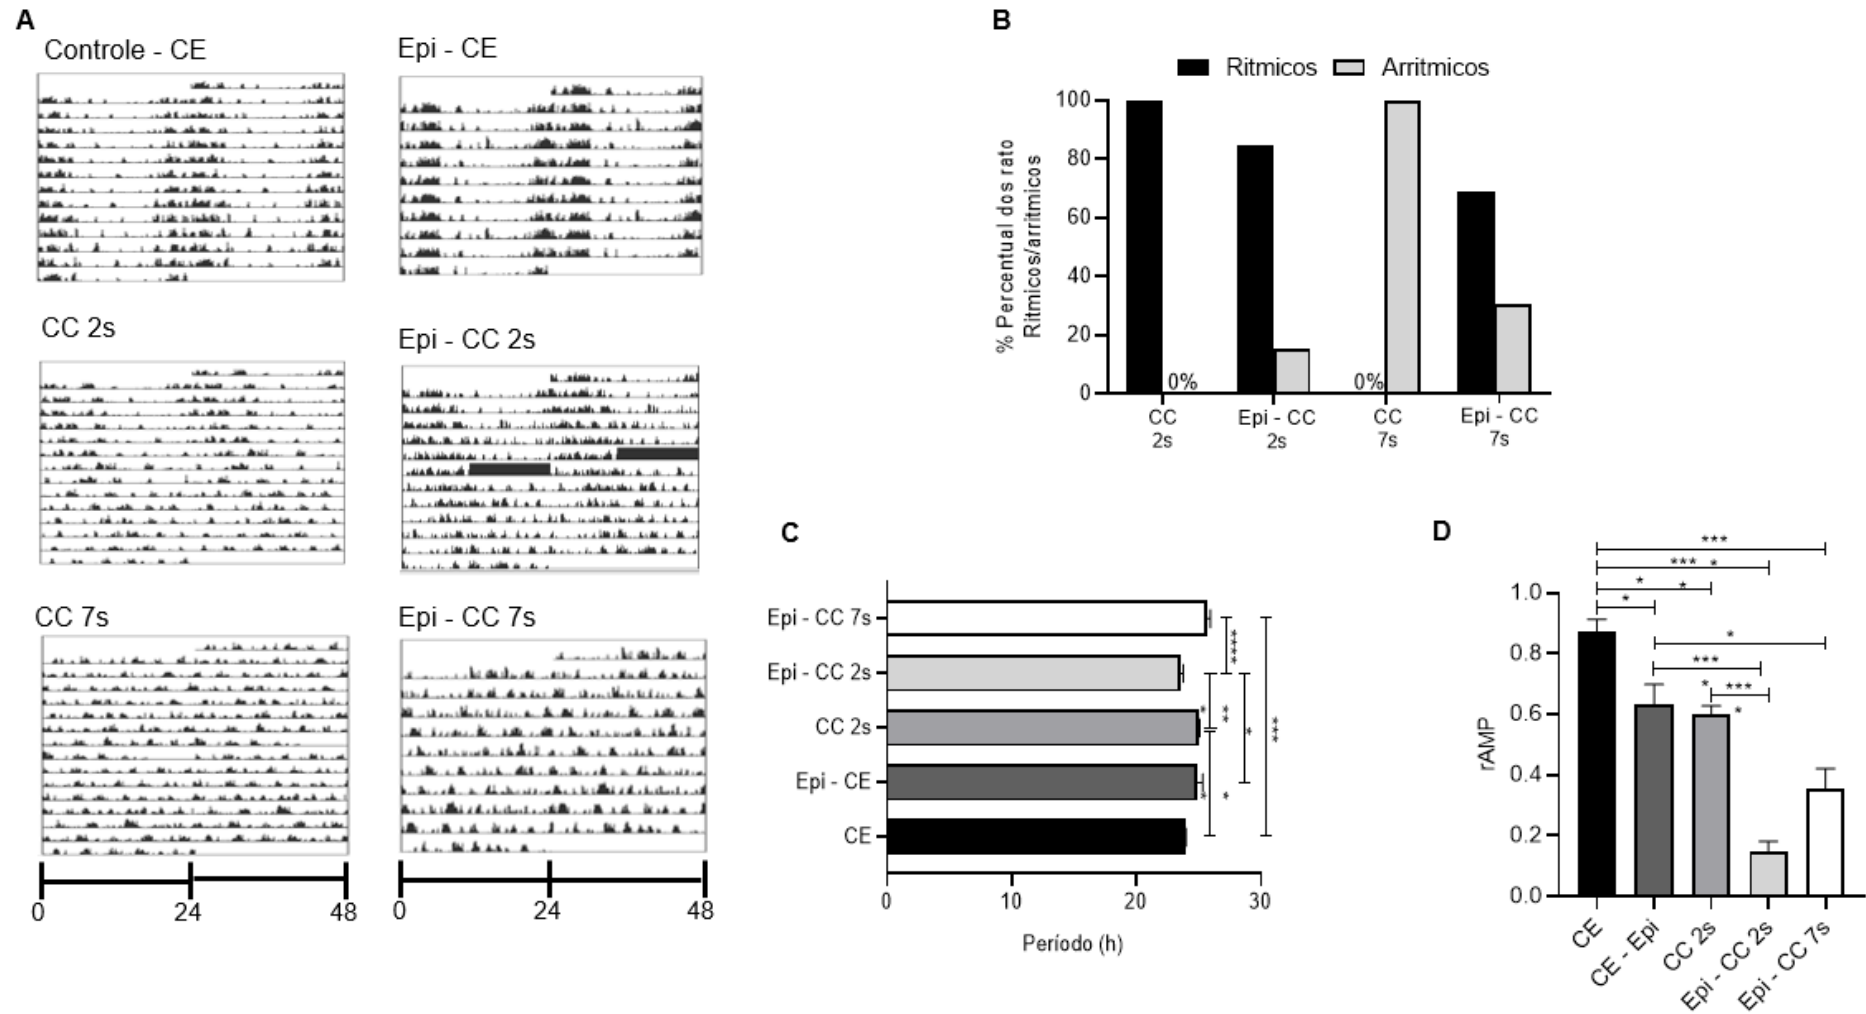 A
Controle - CE
Epi - CE
CC 2s
Epi - CC 2s
CC 7s
Epi - CC 7s
0
24
48
0
24
48
B
Ritmicos
Arritmicos
% Percentual dos rato
Ritmicos/arritmicos
100
80
60
40
20
0
0%
0%
CC
2s
Epi - CC
2s
CC
7s
Epi - CC
7s
C
Epi - CC 7s
Epi - CC 2s
CC 2s
Epi - CE
CE
****
*
**
*
***
*
*
0
10
20
30
Período (h)
D
***
*** *
* *
*
*
***
* ***
*
rAMP
1.0
0.8
0.6
0.4
0.2
0.0
CE
CE - Epi
CC 2s
Epi - CC 2s
Epi - CC 7s